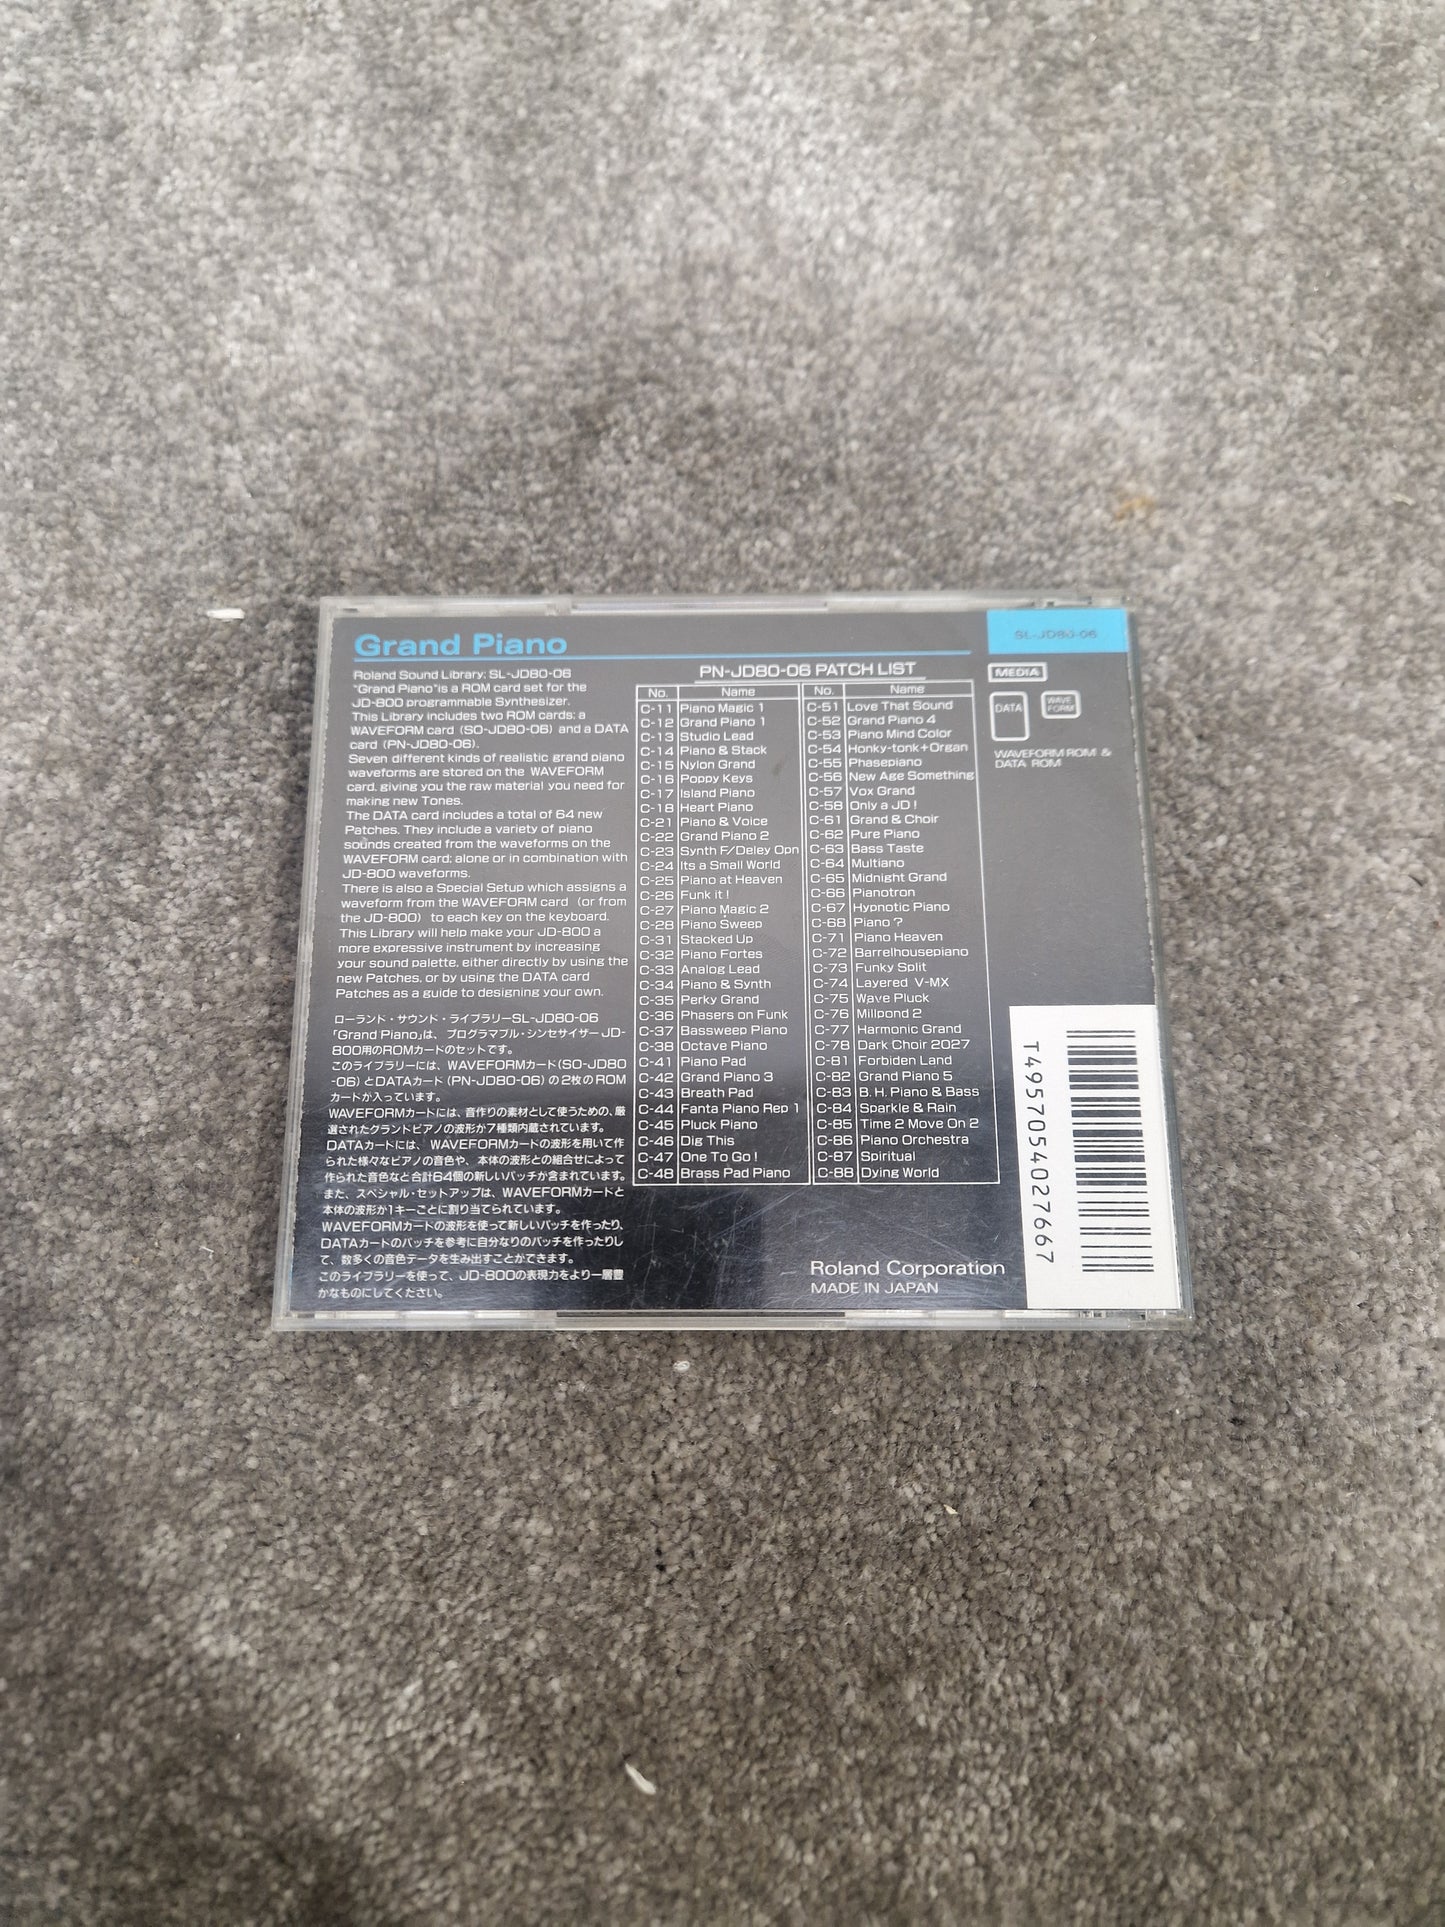 Grand Piano
Roland Sound Library: SL-JD80-06
"Grand Piano" is a ROM card set for the
JD-800 programmable Synthesizer.
This Library includes two ROM cards: a
WAVEFORM card (SO-JD80-06) and a DATA
card (PN-JD80-06).
Seven different kinds of realistic grand piano
waveforms are stored on the WAVEFORM
card, giving you the raw material you need for
making new Tones.
The DATA card includes a total of 64 new
Patches. They include a variety of piano
sounds created from the waveforms on the
WAVEFORM card; alone or in combination with
JD-800 waveforms.
There is also a Special Setup which assigns a
waveform from the WAVEFORM card (or from
the JD-800) to each key on the keyboard.
This Library will help make your JD-800 a
more expressive instrument by increasing
your sound palette, either directly by using the
new Patches, or by using the DATA card
Patches as a guide to designing your own.
ローランド・サウンド・ライブラリーSL-JD80-06
「Grand Piano」は、プログラマブル・シンセサイザーJD-
800用のROMカードのセットです。
このライブラリーには、WAVEFORMカード(SO-JD80
-06)とDATAカード(PN-JD80-06)の2枚のROM
カードが入っています。
WAVEFORMカードには、音作りの素材として使うための、厳
選されたグランドピアノの波形が7種類内蔵されています。
DATAカードには、WAVEFORMカードの波形を用いて作
られた様々なピアノの音色や、本体の波形との組合せによって
作られた音色など合計64個の新しいパッチが含まれています。
また、スペシャル・セットアップは、WAVEFORMカードと
本体の波形が1キーごとに割り当てられています。
WAVEFORMカードの波形を使って新しいパッチを作ったり、
DATAカードのパッチを参考に自分なりのパッチを作ったりし
て、数多くの音色データを生み出すことができます。
このライブラリーを使って、JD-800の表現力をより一層豊
かなものにしてください。
PN-JD80-06 PATCH LIST
No. Name
C-11 Piano Magic 1
C-12 Grand Piano 1
C-13 Studio Lead
C-14 Piano & Stack
C-15 Nylon Grand
C-16 Poppy Keys
C-17 Island Piano
C-18 Heart Piano
C-21 Piano & Voice
C-22 Grand Piano 2
C-23 Synth F/Deley Opn
C-24 Its a Small World
C-25 Piano at Heaven
C-26 Funk it !
C-27 Piano Magic 2
C-28 Piano Sweep
C-31 Stacked Up
C-32 Piano Fortes
C-33 Analog Lead
C-34 Piano & Synth
C-35 Perky Grand
C-36 Phasers on Funk
C-37 Bassweep Piano
C-38 Octave Piano
C-41 Piano Pad
C-42 Grand Piano 3
C-43 Breath Pad
C-44 Fanta Piano Rep 1
C-45 Pluck Piano
C-46 Dig This
C-47 One To Go !
C-48 Brass Pad Piano
No. Name
C-51 Love That Sound
C-52 Grand Piano 4
C-53 Piano Mind Color
C-54 Honky-tonk+Organ
C-55 Phasepiano
C-56 New Age Something
C-57 Vox Grand
C-58 Only a JD !
C-61 Grand & Choir
C-62 Pure Piano
C-63 Bass Taste
C-64 Multiano
C-65 Midnight Grand
C-66 Pianotron
C-67 Hypnotic Piano
C-68 Piano ?
C-71 Piano Heaven
C-72 Barrelhousepiano
C-73 Funky Split
C-74 Layered V-MX
C-75 Wave Pluck
C-76 Millpond 2
C-77 Harmonic Grand
C-78 Dark Choir 2027
C-81 Forbiden Land
C-82 Grand Piano 5
C-83 B. H. Piano & Bass
C-84 Sparkle & Rain
C-85 Time 2 Move On 2
C-86 Piano Orchestra
C-87 Spiritual
C-88 Dying World
SL-JD80-06
MEDIA
DATA
WAVE
FORM
WAVEFORM ROM &
DATA ROM
T4957054027667
Roland Corporation
MADE IN JAPAN